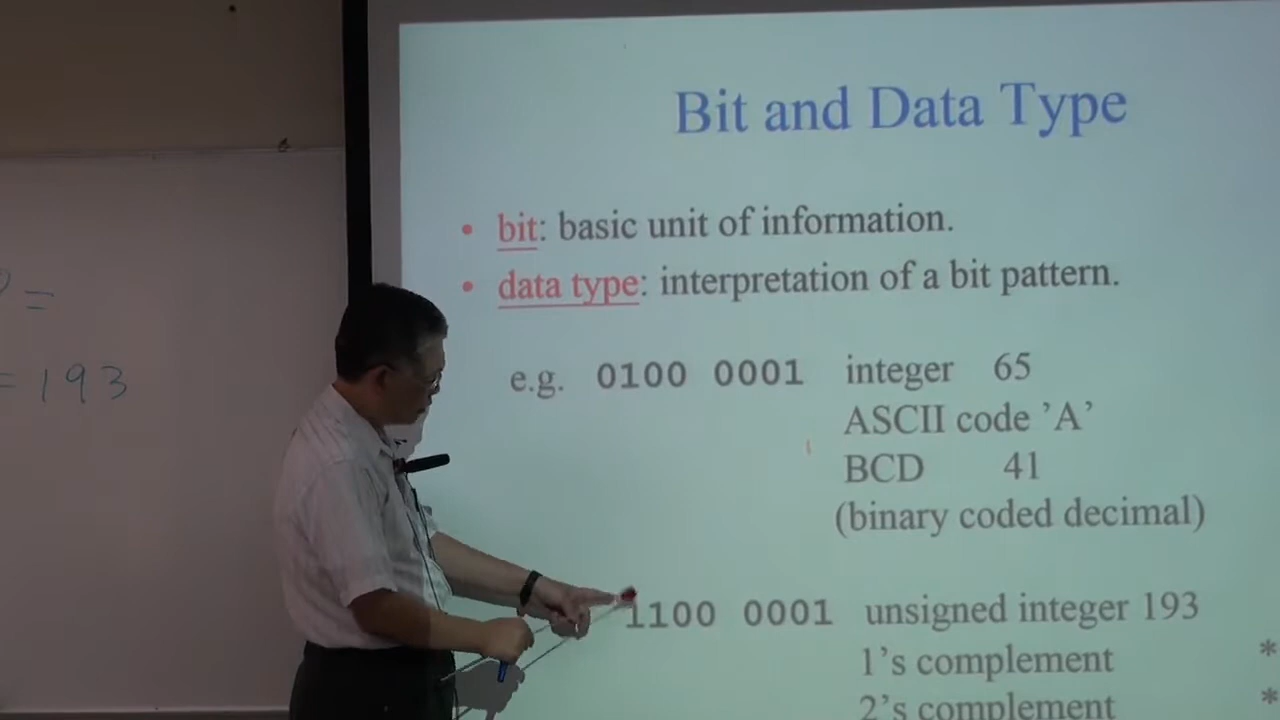 Bit and Data Type
• bit: basic unit of information.
• data type: interpretation of a bit pattern.
e.g. 0100 0001 integer 65
ASCII code ’A’
BCD 41
(binary coded decimal)
1100 0001 unsigned integer 193
1’s complement *
2’s complement *
=
= 193